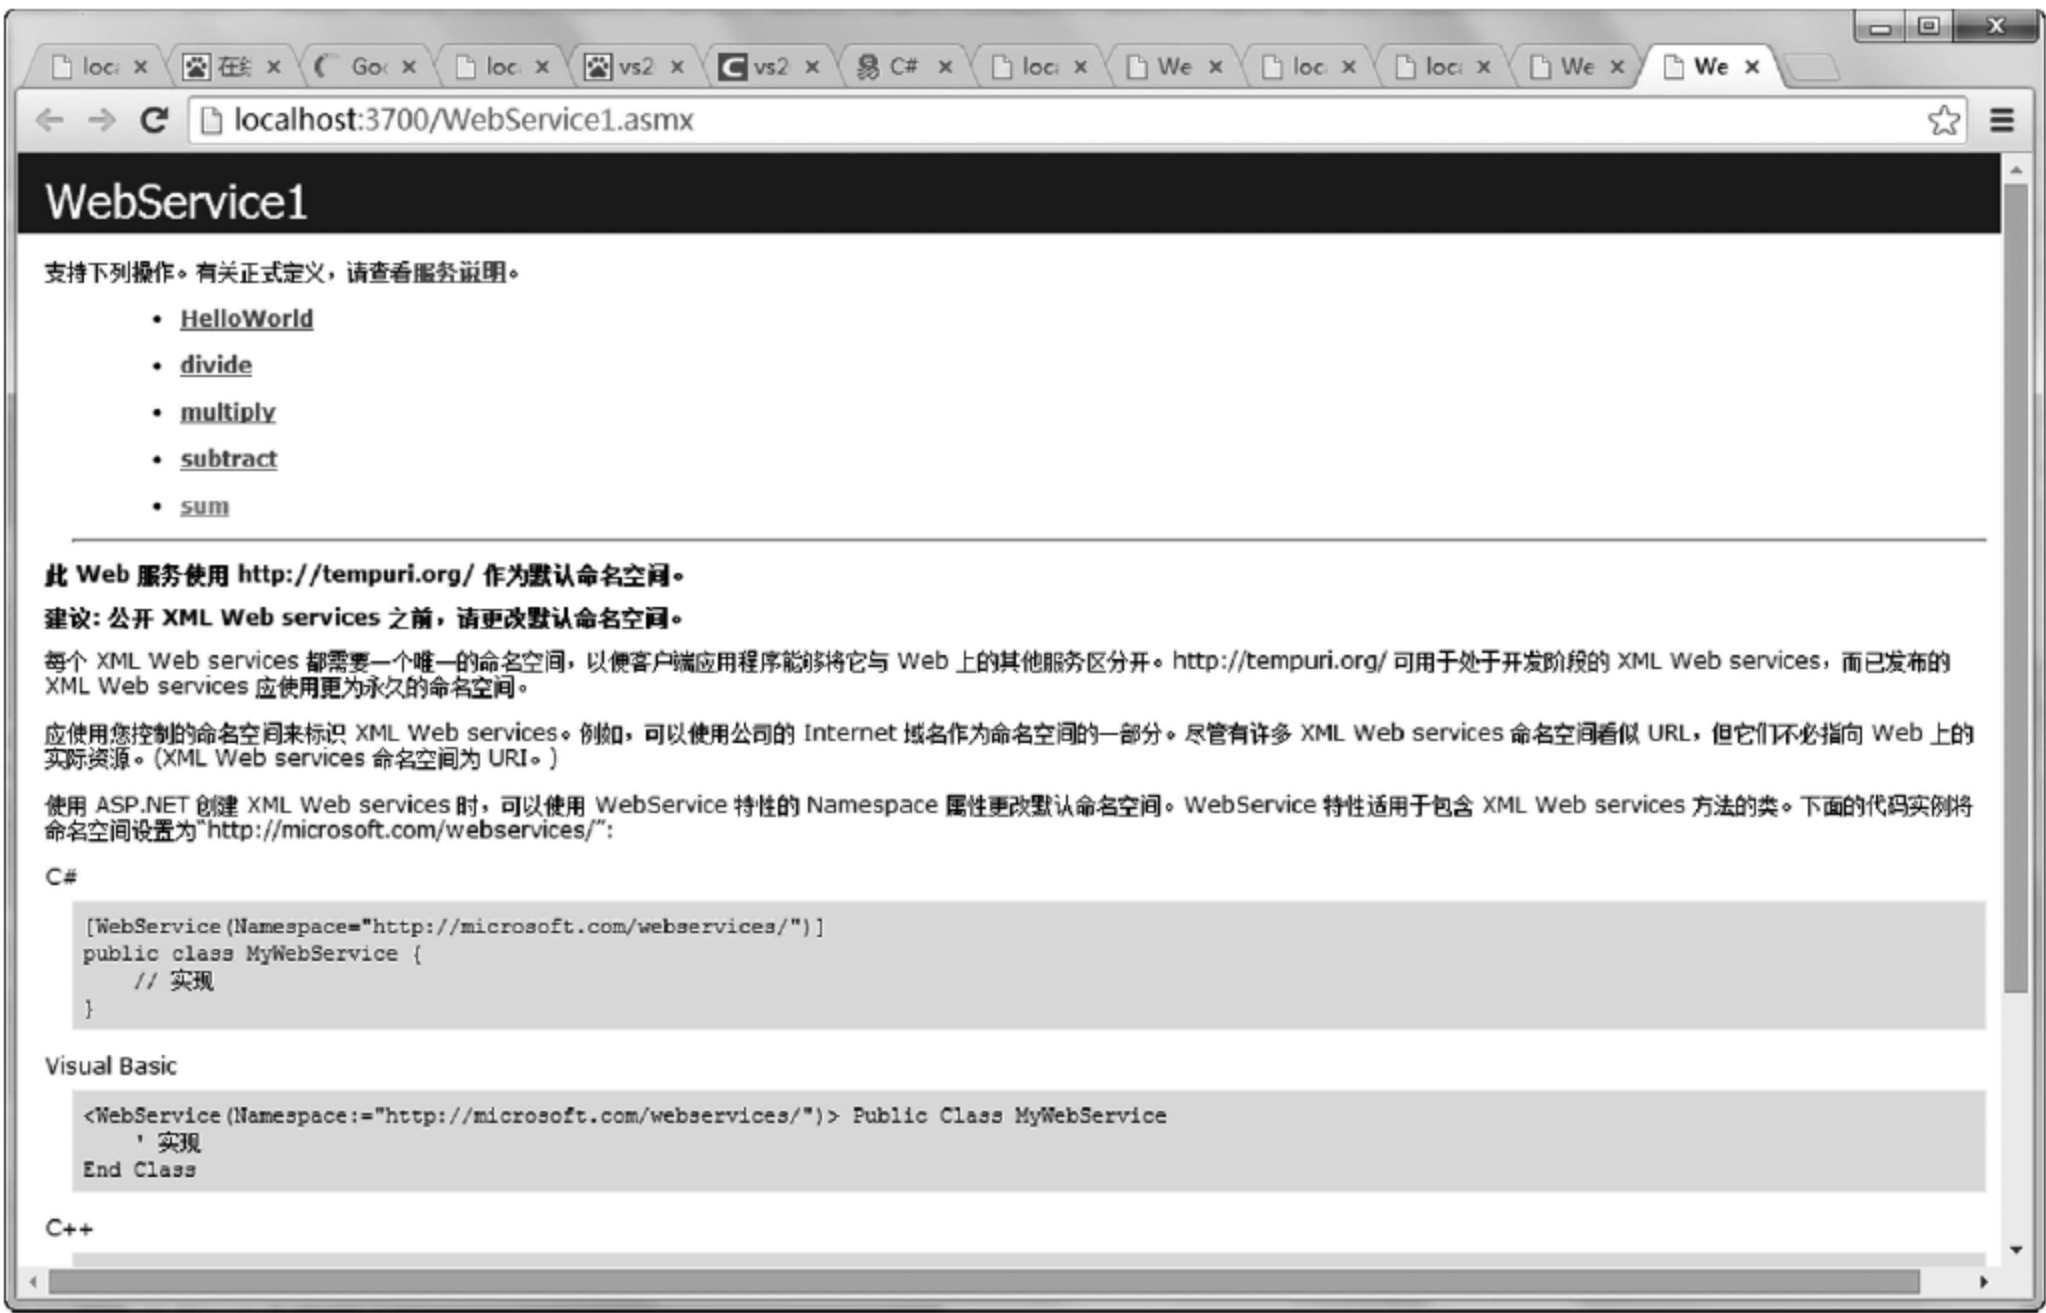 loc 在线 Go loc vs2 vs2 C# loc We loc loc We We
localhost:3700/WebService1.asmx
WebService1
支持下列操作。有关正式定义，请查看服务说明。
• HelloWorld
• divide
• multiply
• subtract
• sum
此 Web 服务使用 http://tempuri.org/ 作为默认命名空间。
建议: 公开 XML Web services 之前，请更改默认命名空间。
每个 XML Web services 都需要一个唯一的命名空间，以便客户端应用程序能够将它与 Web 上的其他服务区分开。http://tempuri.org/ 可用于处于开发阶段的 XML Web services，而已发布的
XML Web services 应使用更为永久的命名空间。
应使用您控制的命名空间来标识 XML Web services。例如，可以使用公司的 Internet 域名作为命名空间的一部分。尽管有许多 XML Web services 命名空间看似 URL，但它们不必指向 Web 上的
实际资源。(XML Web services 命名空间为 URI。)
使用 ASP.NET 创建 XML Web services 时，可以使用 WebService 特性的 Namespace 属性更改默认命名空间。WebService 特性适用于包含 XML Web services 方法的类。下面的代码实例将
命名空间设置为"http://microsoft.com/webservices/":
C#
[WebService(Namespace="http://microsoft.com/webservices/")]
public class MyWebService {
// 实现
}
Visual Basic
<WebService(Namespace:="http://microsoft.com/webservices/")> Public Class MyWebService
' 实现
End Class
C++